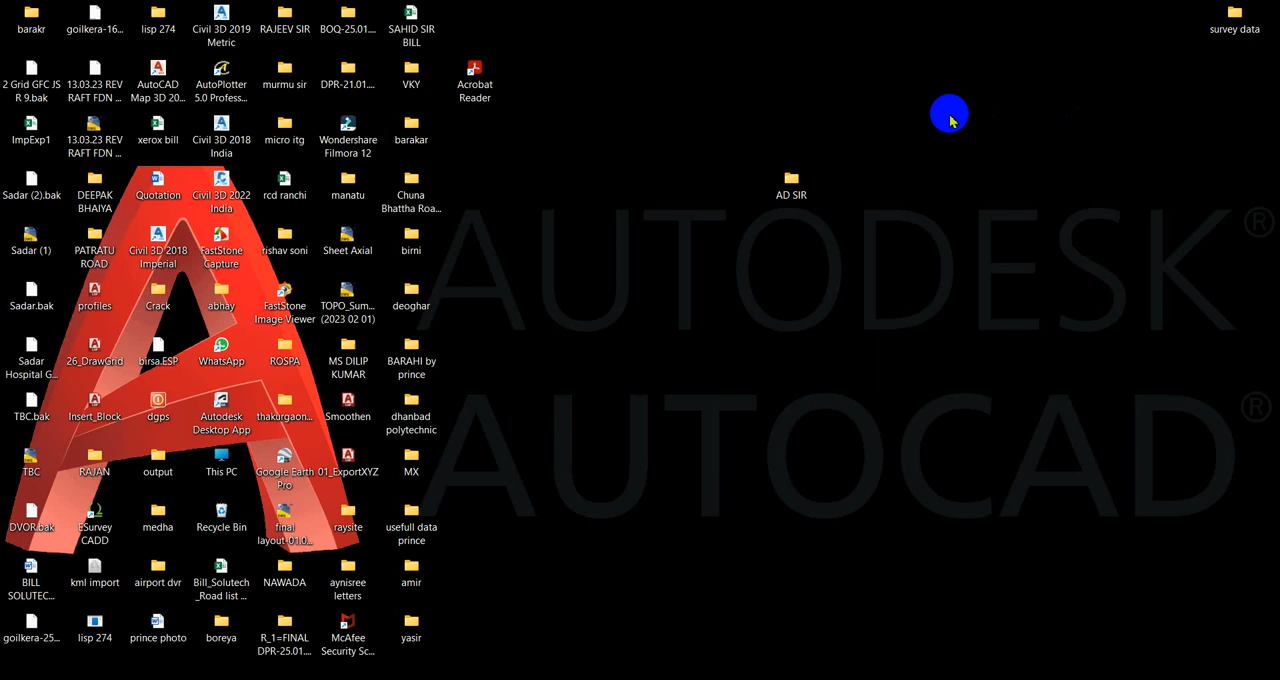 barakr
goilkera-16...
lisp 274
Civil 3D 2019
Metric
RAJEEV SIR
BOQ-25.01....
SAHID SIR
BILL
survey data
2 Grid GFC JS
R 9.bak
13.03.23 REV
RAFT FDN ...
AutoCAD
Map 3D 20...
AutoPlotter
5.0 Profess...
murmu sir
DPR-21.01....
VKY
Acrobat
Reader
ImpExp1
13.03.23 REV
RAFT FDN ...
xerox bill
Civil 3D 2018
India
micro itg
Wondershare
Filmora 12
barakar
Sadar (2).bak
DEEPAK
BHAIYA
Quotation
Civil 3D 2022
India
rcd ranchi
manatu
Chuna
Bhattha Roa...
AD SIR
Sadar (1)
PATRATU
ROAD
Civil 3D 2018
Imperial
FastStone
Capture
rishav soni
Sheet Axial
birni
AUTODESK®
Sadar.bak
profiles
Crack
abhay
FastStone
Image Viewer
TOPO_Sum...
(2023 02 01)
deoghar
Sadar
Hospital G...
26_DrawGrid
birsa.ESP
WhatsApp
ROSPA
MS DILIP
KUMAR
BARAHI by
prince
TBC.bak
Insert_Block
dgps
Autodesk
Desktop App
thakurgaon...
Smoothen
dhanbad
polytechnic
AUTOCAD®
TBC
RAJAN
output
This PC
Google Earth
Pro
01_ExportXYZ
MX
DVOR.bak
ESurvey
CADD
medha
Recycle Bin
final
layout-01.0...
raysite
usefull data
prince
BILL
SOLUTEC...
kml import
airport dvr
Bill_Solutech
_Road list ...
NAWADA
aynisree
letters
amir
goilkera-25...
lisp 274
prince photo
boreya
R_1=FINAL
DPR-25.01....
McAfee
Security Sc...
yasir